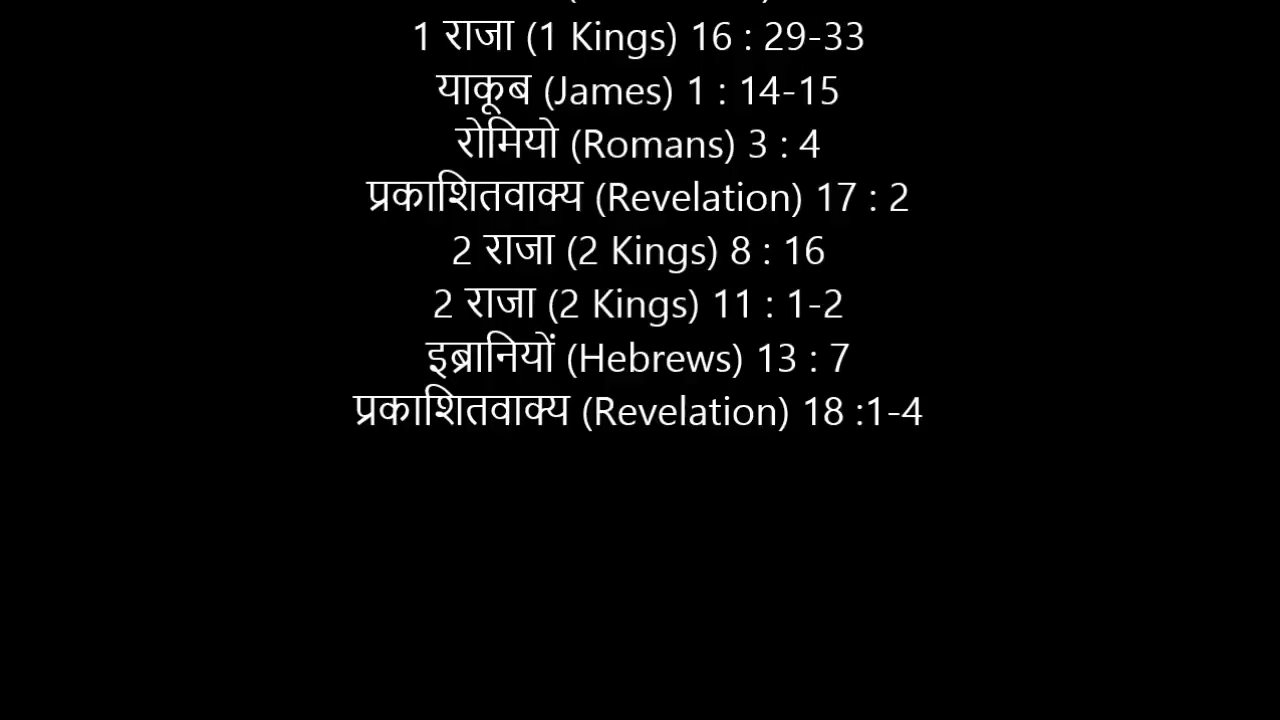 1 राजा (1 Kings) 16 : 29-33
याकूब (James) 1 : 14-15
रोमियो (Romans) 3 : 4
प्रकाशितवाक्य (Revelation) 17 : 2
2 राजा (2 Kings) 8 : 16
2 राजा (2 Kings) 11 : 1-2
इब्रानियों (Hebrews) 13 : 7
प्रकाशितवाक्य (Revelation) 18 :1-4